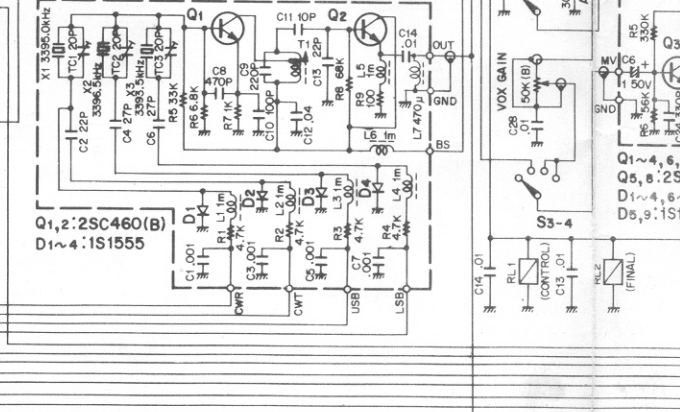 X1 3395.0kHz
TC1 20P
X2
3396.5kHz
TC2 20P
X3
3393.5kHz
TC3 20P
C2 22P
C4 27P
C6 27P
R5 33K
R6 6.8K
Q1
C8
470P
R7 1K
C9
220P
C10 100P
T1
C11 10P
C12 .04
C13 22P
Q2
R8 68K
R9
100
L5
1m
C14
.01
L6 1m
L7 470μ
OUT
GND
BS
D1
L1 1m
R1
4.7K
C1 .001
D2
L2 1m
R2
4.7K
C3 .001
D3
L3 1m
R3
4.7K
C5 .001
D4
L4 1m
R4
4.7K
C7
.001
Q1,2:2SC460(B)
D1~4:1S1555
CWR
CWT
USB
LSB
VOX GAIN
50K(B)
C28
.01
S3-4
C14 .01
RL1
(CONTROL)
C13 .01
RL2
(FINAL)
MV
GND
C6
1 50V
R5
330K
R6 56K
Q3
C24 330P
Q1~4,6,
Q5,8:2S
D1~4,6~
D5,9:1S1